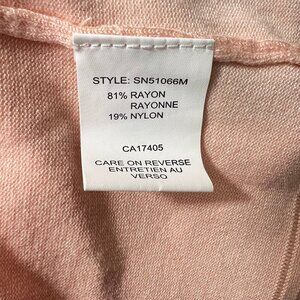 STYLE: SN51066M
81% RAYON
RAYONNE
19% NYLON
CA17405
CARE ON REVERSE
ENTRETIEN AU
VERSO